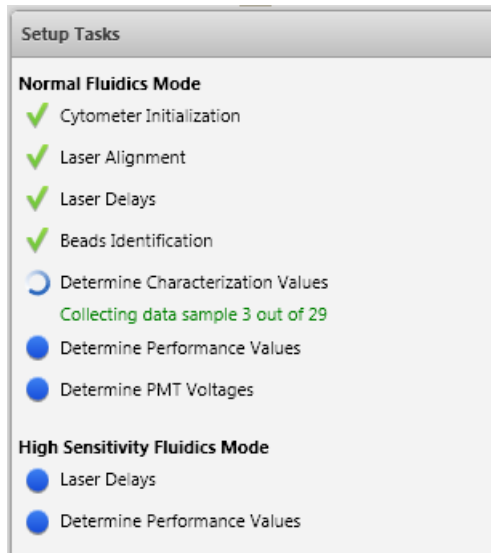 Setup Tasks
Normal Fluidics Mode
Cytometer Initialization
Laser Alignment
Laser Delays
Beads Identification
Determine Characterization Values
Collecting data sample 3 out of 29
Determine Performance Values
Determine PMT Voltages
High Sensitivity Fluidics Mode
Laser Delays
Determine Performance Values